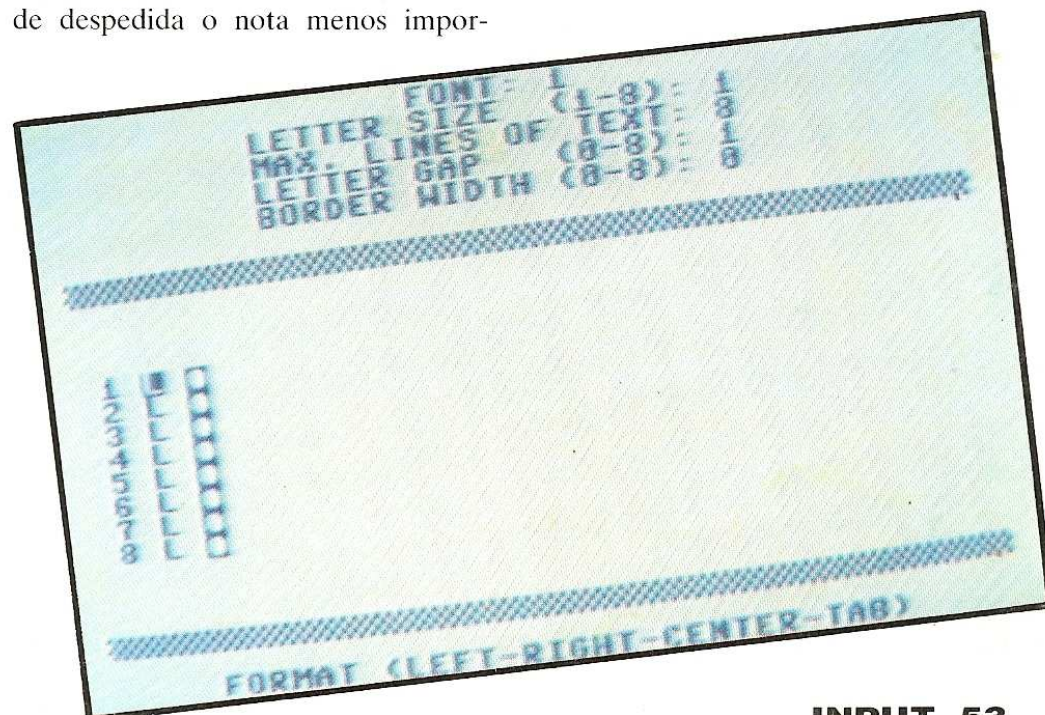 de despedida o nota menos impor-
FONT: 1
LETTER SIZE (1-8): 1
MAX. LINES OF TEXT: 8
LETTER GAP (0-8): 1
BORDER WIDTH (0-8): 0
1
2 L
3 L
4 L
5 L
6 L
7 L
8 L
FORMAT (LEFT-RIGHT-CENTER-TAB)
INPUT 53